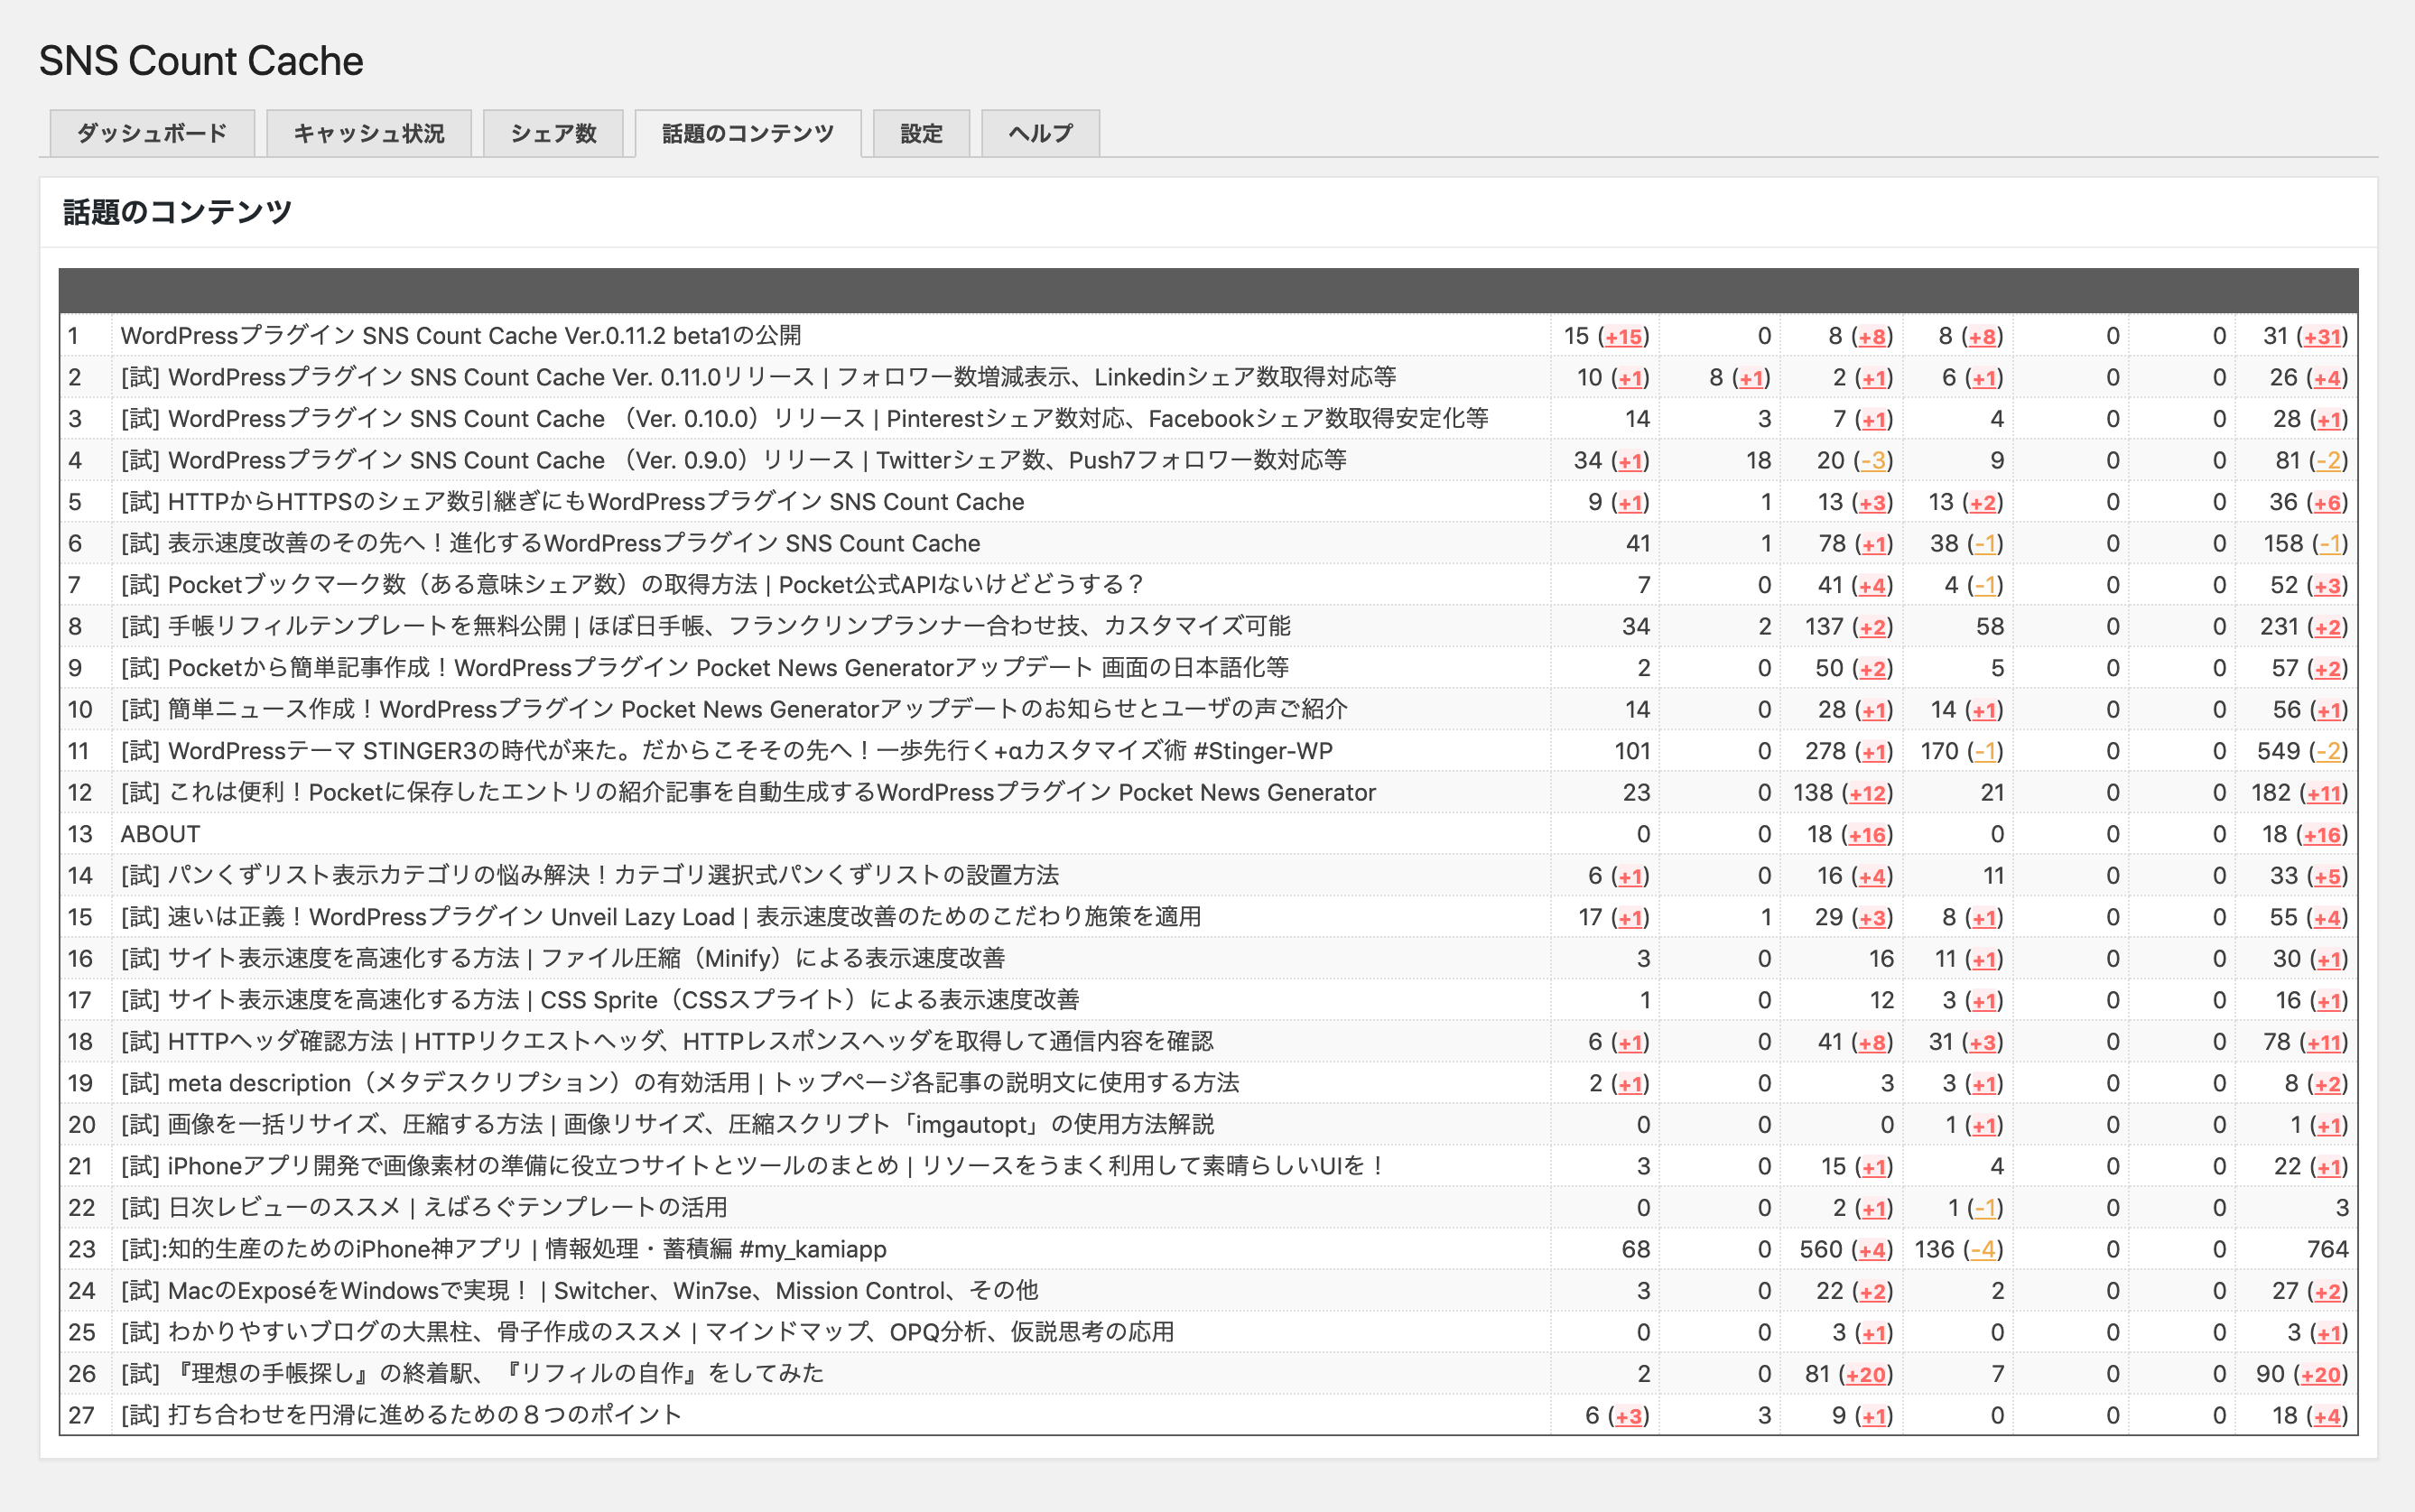 SNS Count Cache
ダッシュボード キャッシュ状況 シェア数 話題のコンテンツ 設定 ヘルプ
話題のコンテンツ
1 WordPressプラグイン SNS Count Cache Ver.0.11.2 beta1の公開 15 (+15) 0 8 (+8) 8 (+8) 0 0 31 (+31)
2 [試] WordPressプラグイン SNS Count Cache Ver. 0.11.0リリース | フォロワー数増減表示、Linkedinシェア数取得対応等 10 (+1) 8 (+1) 2 (+1) 6 (+1) 0 0 26 (+4)
3 [試] WordPressプラグイン SNS Count Cache （Ver. 0.10.0）リリース | Pinterestシェア数対応、Facebookシェア数取得安定化等 14 3 7 (+1) 4 0 0 28 (+1)
4 [試] WordPressプラグイン SNS Count Cache （Ver. 0.9.0）リリース | Twitterシェア数、Push7フォロワー数対応等 34 (+1) 18 20 (-3) 9 0 0 81 (-2)
5 [試] HTTPからHTTPSのシェア数引継ぎにもWordPressプラグイン SNS Count Cache 9 (+1) 1 13 (+3) 13 (+2) 0 0 36 (+6)
6 [試] 表示速度改善のその先へ！進化するWordPressプラグイン SNS Count Cache 41 1 78 (+1) 38 (-1) 0 0 158 (-1)
7 [試] Pocketブックマーク数（ある意味シェア数）の取得方法 | Pocket公式APIないけどどうする？ 7 0 41 (+4) 4 (-1) 0 0 52 (+3)
8 [試] 手帳リフィルテンプレートを無料公開 | ほぼ日手帳、フランクリンプランナー合わせ技、カスタマイズ可能 34 2 137 (+2) 58 0 0 231 (+2)
9 [試] Pocketから簡単記事作成！WordPressプラグイン Pocket News Generatorアップデート 画面の日本語化等 2 0 50 (+2) 5 0 0 57 (+2)
10 [試] 簡単ニュース作成！WordPressプラグイン Pocket News Generatorアップデートのお知らせとユーザの声ご紹介 14 0 28 (+1) 14 (+1) 0 0 56 (+1)
11 [試] WordPressテーマ STINGER3の時代が来た。だからこそその先へ！一歩先行く+αカスタマイズ術 #Stinger-WP 101 0 278 (+1) 170 (-1) 0 0 549 (-2)
12 [試] これは便利！Pocketに保存したエントリの紹介記事を自動生成するWordPressプラグイン Pocket News Generator 23 0 138 (+12) 21 0 0 182 (+11)
13 ABOUT 0 0 18 (+16) 0 0 0 18 (+16)
14 [試] パンくずリスト表示カテゴリの悩み解決！カテゴリ選択式パンくずリストの設置方法 6 (+1) 0 16 (+4) 11 0 0 33 (+5)
15 [試] 速いは正義！WordPressプラグイン Unveil Lazy Load | 表示速度改善のためのこだわり施策を適用 17 (+1) 1 29 (+3) 8 (+1) 0 0 55 (+4)
16 [試] サイト表示速度を高速化する方法 | ファイル圧縮（Minify）による表示速度改善 3 0 16 11 (+1) 0 0 30 (+1)
17 [試] サイト表示速度を高速化する方法 | CSS Sprite（CSSスプライト）による表示速度改善 1 0 12 3 (+1) 0 0 16 (+1)
18 [試] HTTPヘッダ確認方法 | HTTPリクエストヘッダ、HTTPレスポンスヘッダを取得して通信内容を確認 6 (+1) 0 41 (+8) 31 (+3) 0 0 78 (+11)
19 [試] meta description（メタデスクリプション）の有効活用 | トップページ各記事の説明文に使用する方法 2 (+1) 0 3 3 (+1) 0 0 8 (+2)
20 [試] 画像を一括リサイズ、圧縮する方法 | 画像リサイズ、圧縮スクリプト「imgautopt」の使用方法解説 0 0 0 1 (+1) 0 0 1 (+1)
21 [試] iPhoneアプリ開発で画像素材の準備に役立つサイトとツールのまとめ | リソースをうまく利用して素晴らしいUIを！ 3 0 15 (+1) 4 0 0 22 (+1)
22 [試] 日次レビューのススメ | えばろぐテンプレートの活用 0 0 2 (+1) 1 (-1) 0 0 3
23 [試]:知的生産のためのiPhone神アプリ | 情報処理・蓄積編 #my_kamiapp 68 0 560 (+4) 136 (-4) 0 0 764
24 [試] MacのExposéをWindowsで実現！ | Switcher、Win7se、Mission Control、その他 3 0 22 (+2) 2 0 0 27 (+2)
25 [試] わかりやすいブログの大黒柱、骨子作成のススメ | マインドマップ、OPQ分析、仮説思考の応用 0 0 3 (+1) 0 0 0 3 (+1)
26 [試] 『理想の手帳探し』の終着駅、『リフィルの自作』をしてみた 2 0 81 (+20) 7 0 0 90 (+20)
27 [試] 打ち合わせを円滑に進めるための８つのポイント 6 (+3) 3 9 (+1) 0 0 0 18 (+4)